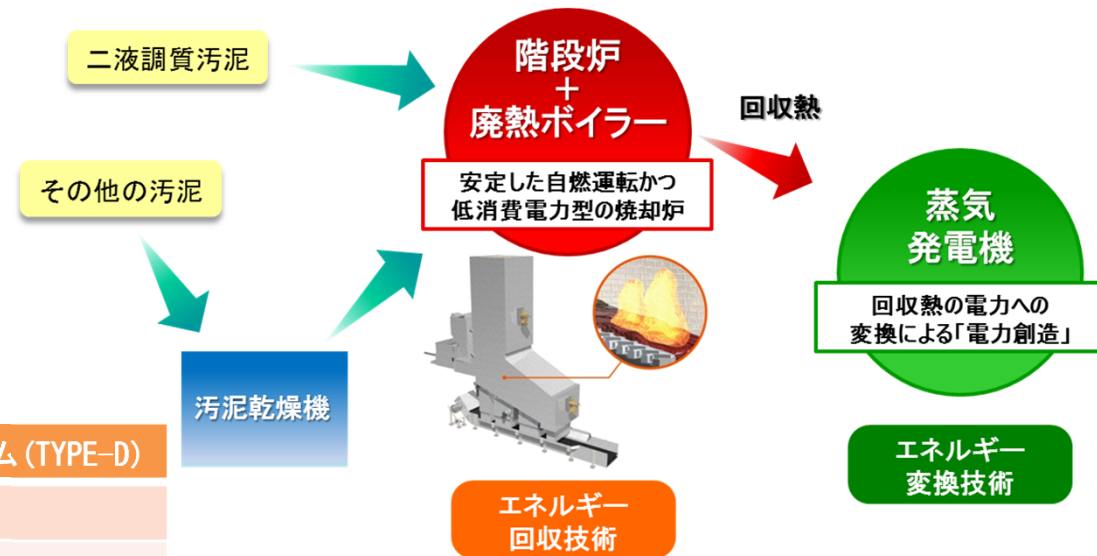 二液調質汚泥
その他の汚泥
汚泥乾燥機
階段炉
+
廃熱ボイラー
安定した自燃運転かつ
低消費電力型の焼却炉
回収熱
蒸気
発電機
回収熱の電力への
変換による「電力創造」
エネルギー
回収技術
エネルギー
変換技術
ム(TYPE-D)